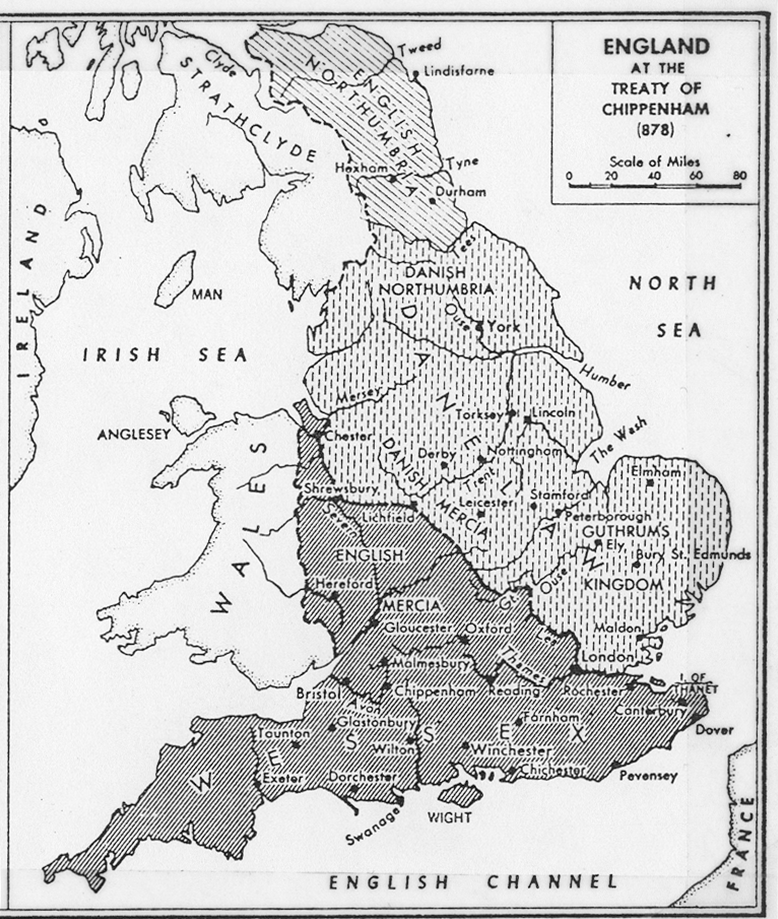 ENGLAND
AT THE
TREATY OF
CHIPPENHAM
(878)
Scale of Miles
0 20 40 60 80
Tweed
Lindisfarne
Clyde
STRATHCLYDE
ENGLISH
NORTHUMBRIA
Hexham
Tyne
Durham
Tees
IRELAND
MAN
DANISH
NORTHUMBRIA
NORTH
SEA
Ouse
York
IRISH SEA
DANELAW
Humber
Mersey
Torksey
Lincoln
ANGLESEY
Chester
The Wash
Derby
Nottingham
Elmham
DANISH
MERCIA
Trent
Shrewsbury
Leicester
Stamford
Lichfield
Peterborough
Severn
GUTHRUM'S
KINGDOM
Ely
Bury St. Edmunds
WALES
ENGLISH
MERCIA
Hereford
Ouse
Gloucester
Oxford
Lee
Maldon
Malmesbury
Thames
London
Bristol
Chippenham
Reading
Rochester
I. OF
THANET
Avon
Canterbury
Glastonbury
Farnham
Taunton
Dover
WESSEX
Wilton
Winchester
Exeter
Dorchester
Chichester
Pevensey
Swanage
WIGHT
FRANCE
ENGLISH CHANNEL